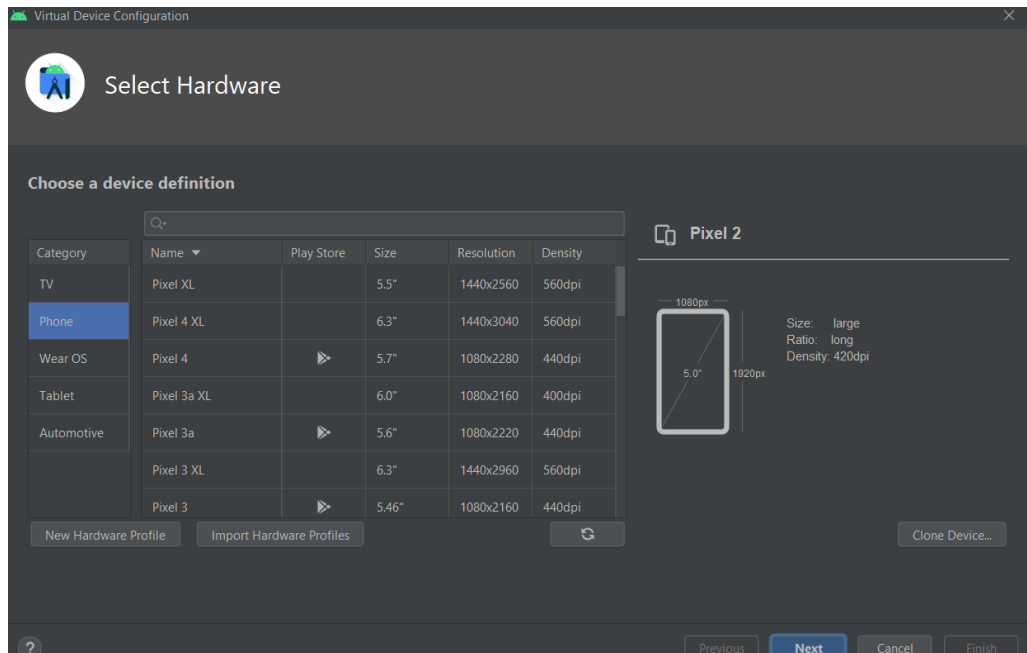 Virtual Device Configuration
Select Hardware
Choose a device definition
Category
TV
Phone
Wear OS
Tablet
Automotive
Name Play Store Size Resolution Density
Pixel XL 5.5" 1440x2560 560dpi
Pixel 4 XL 6.3" 1440x3040 560dpi
Pixel 4 5.7" 1080x2280 440dpi
Pixel 3a XL 6.0" 1080x2160 400dpi
Pixel 3a 5.6" 1080x2220 440dpi
Pixel 3 XL 6.3" 1440x2960 560dpi
Pixel 3 5.46" 1080x2160 440dpi
New Hardware Profile Import Hardware Profiles
Pixel 2
1080px
5.0"
1920px
Size: large
Ratio: long
Density: 420dpi
Clone Device...
? Previous Next Cancel Finish